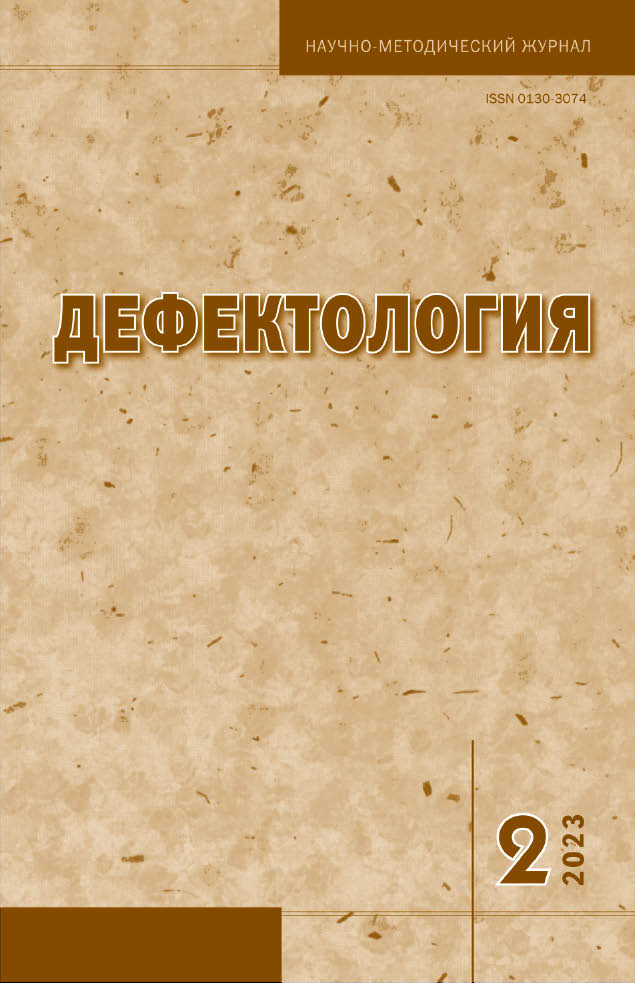 НАУЧНО-МЕТОДИЧЕСКИЙ ЖУРНАЛ
ISSN 0130-3074
ДЕФЕКТОЛОГИЯ
2
2023